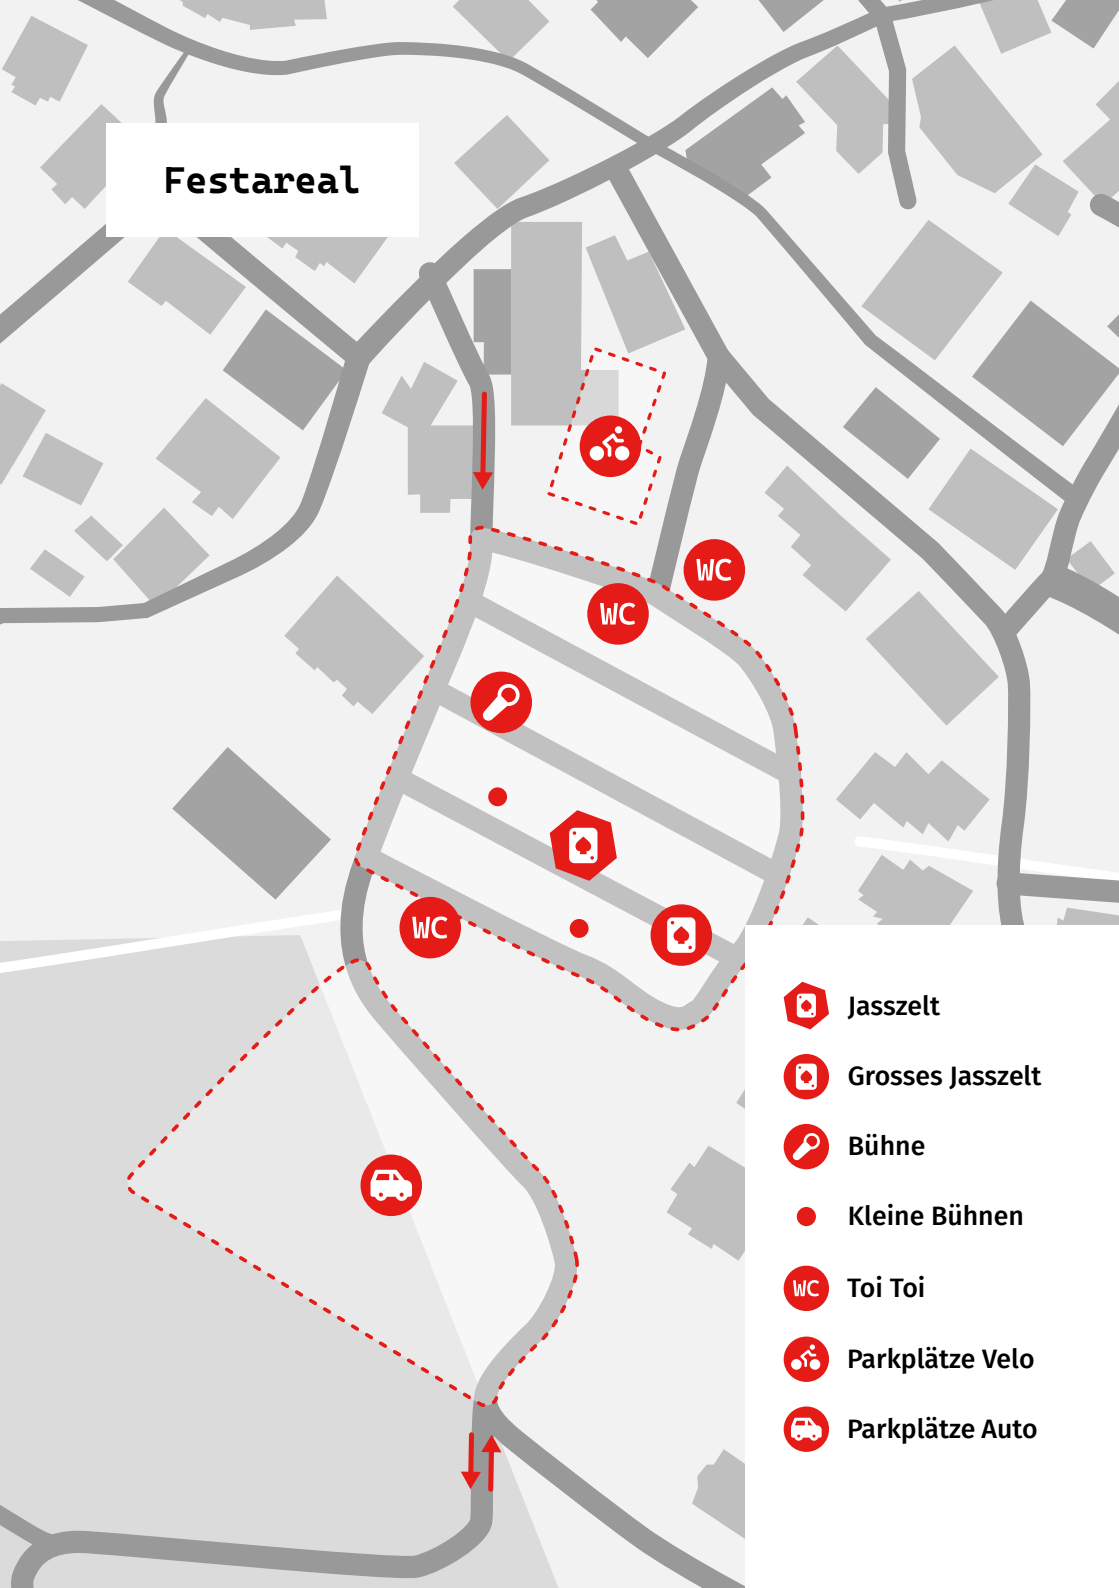 Festareal
WC
WC
WC
Jasszelt
Grosses Jasszelt
Bühne
Kleine Bühnen
WC Toi Toi
Parkplätze Velo
Parkplätze Auto